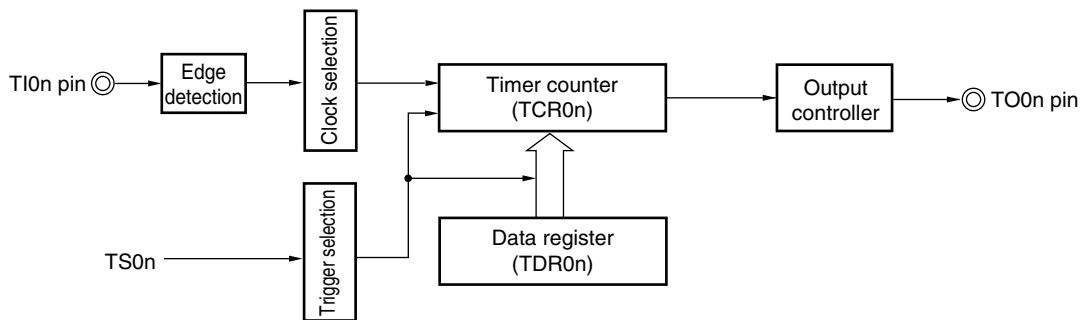 TI0n pin
Edge
detection
Clock selection
Timer counter
(TCR0n)
Output
controller
TO0n pin
TS0n
Trigger selection
Data register
(TDR0n)